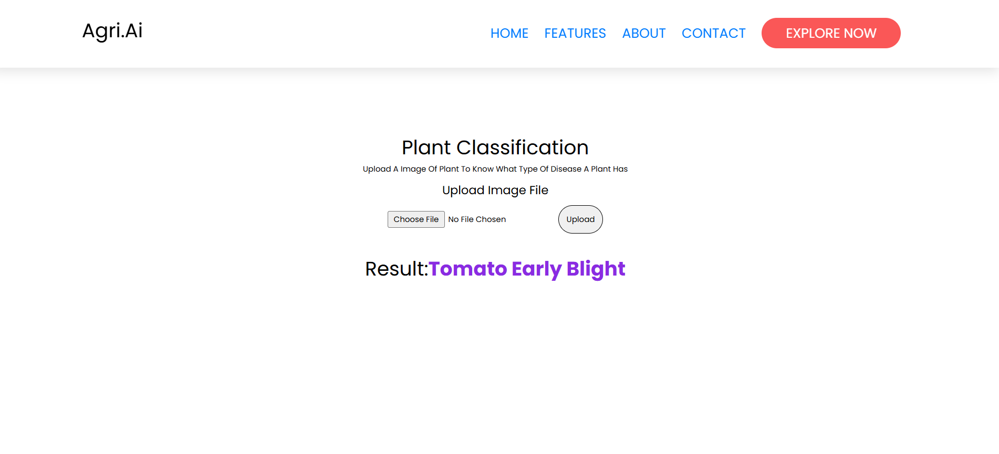 Agri.Ai
HOME FEATURES ABOUT CONTACT EXPLORE NOW
Plant Classification
Upload A Image Of Plant To Know What Type Of Disease A Plant Has
Upload Image File
Choose File No File Chosen Upload
Result:Tomato Early Blight